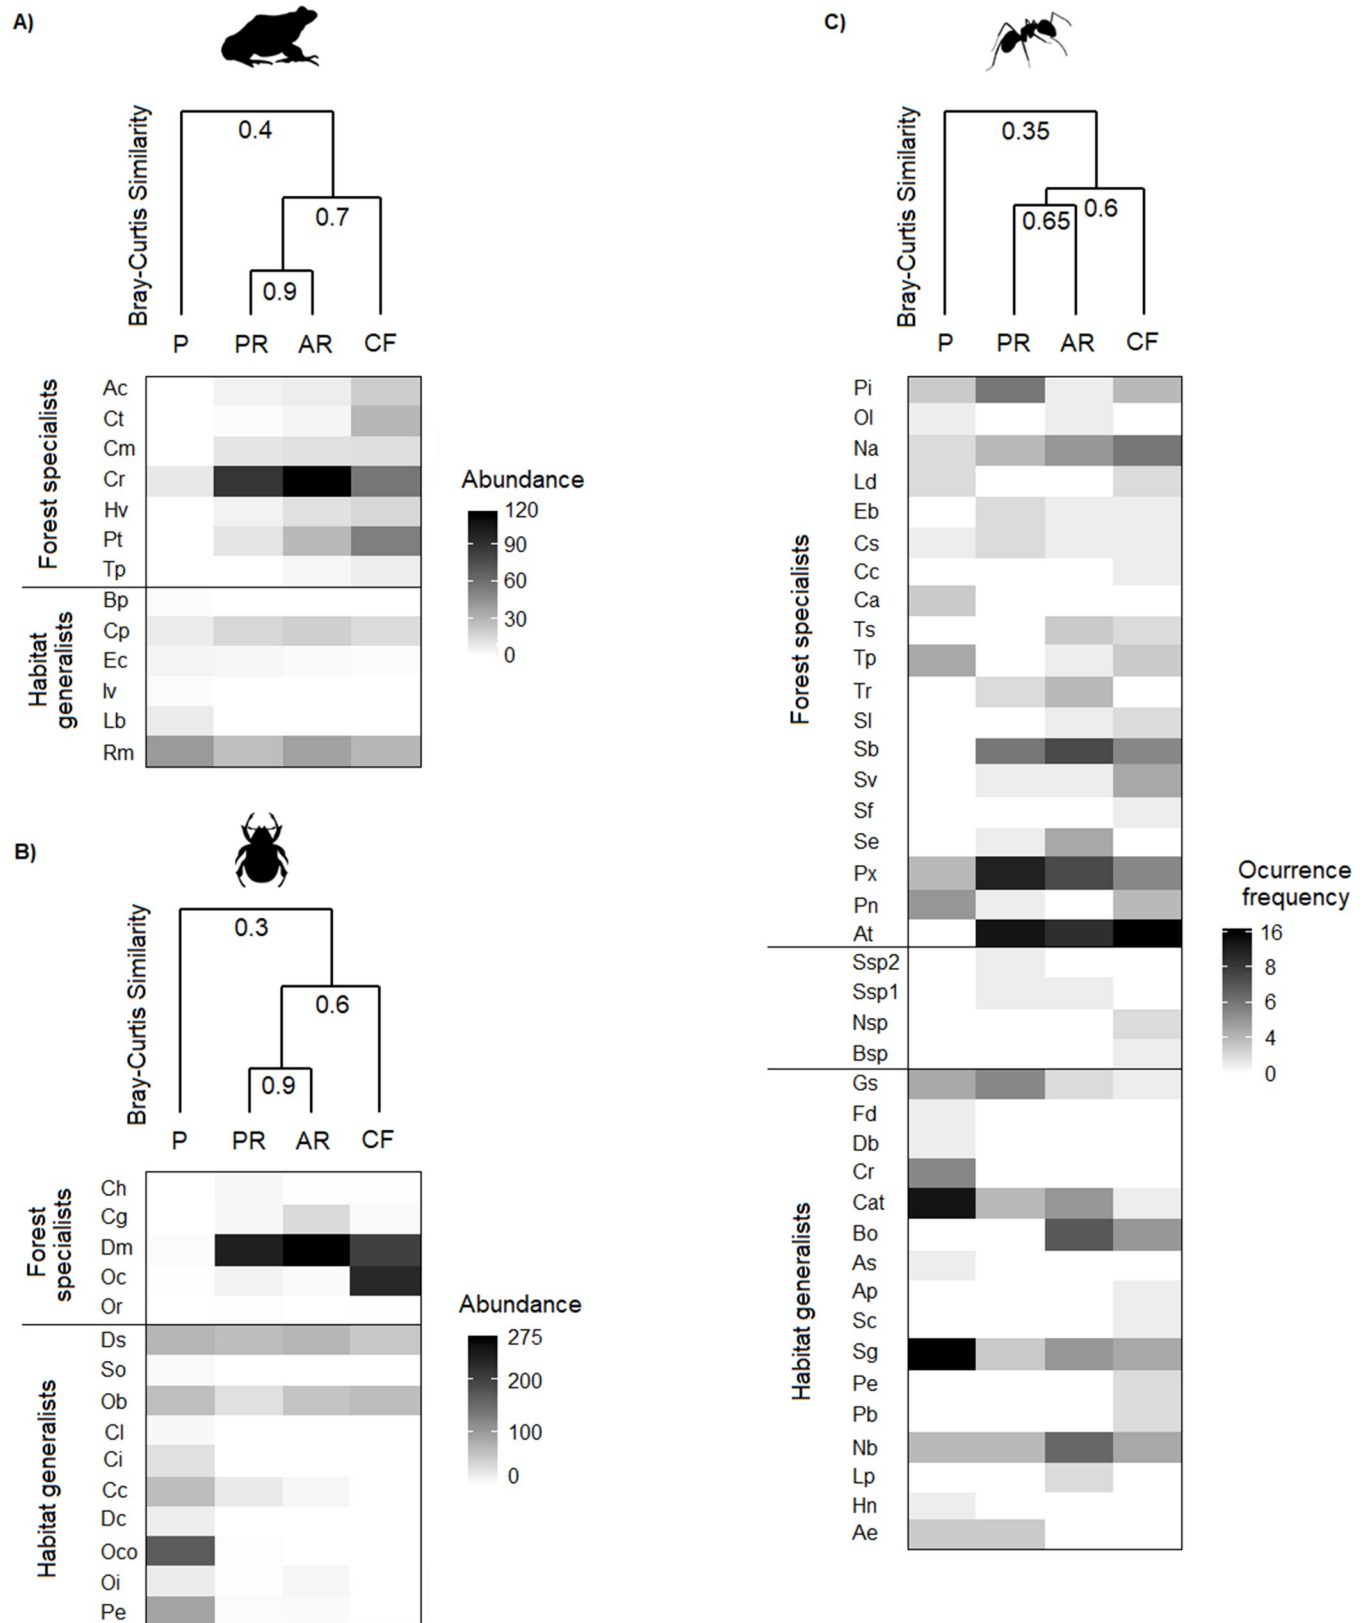 A)
Bray-Curtis Similarity
0.4
0.7
0.9
P PR AR CF
Forest specialists
Ac
Ct
Cm
Cr
Hv
Pt
Tp
Habitat
generalists
Bp
Cp
Ec
Iv
Lb
Rm
Abundance
120
90
60
30
0
B)
Bray-Curtis Similarity
0.3
0.6
0.9
P PR AR CF
Forest
specialists
Ch
Cg
Dm
Oc
Or
Habitat generalists
Ds
So
Ob
Cl
Ci
Cc
Dc
Oco
Oi
Pe
Abundance
275
200
100
0
C)
Bray-Curtis Similarity
0.35
0.6
0.65
P PR AR CF
Forest specialists
Pi
Ol
Na
Ld
Eb
Cs
Cc
Ca
Ts
Tp
Tr
Sl
Sb
Sv
Sf
Se
Px
Pn
At
Ssp2
Ssp1
Nsp
Bsp
Habitat generalists
Gs
Fd
Db
Cr
Cat
Bo
As
Ap
Sc
Sg
Pe
Pb
Nb
Lp
Hn
Ae
Ocurrence
frequency
16
8
6
4
0